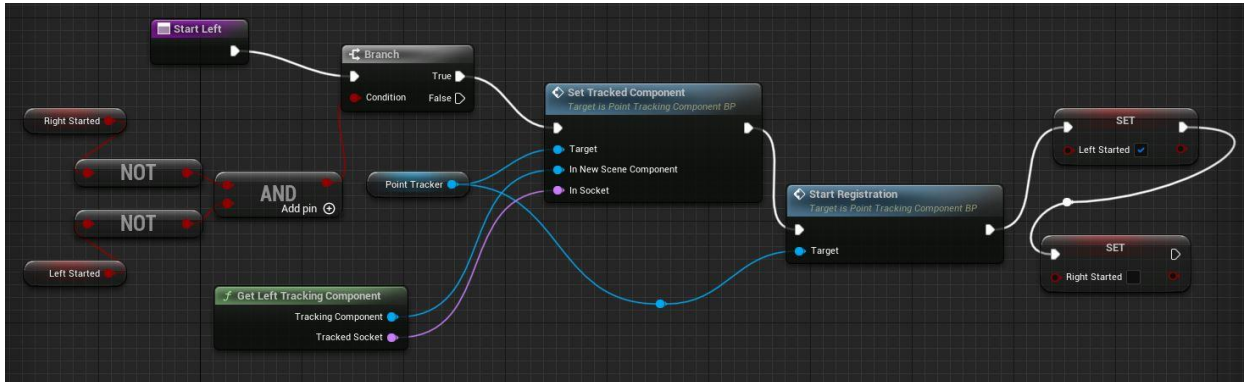 Start Left
Branch
True
Condition
False
Set Tracked Component
Target is Point Tracking Component BP
Target
In New Scene Component
In Socket
Right Started
NOT
AND
Add pin
NOT
Left Started
Point Tracker
Get Left Tracking Component
Tracking Component
Tracked Socket
Start Registration
Target is Point Tracking Component BP
Target
SET
Left Started
SET
Right Started